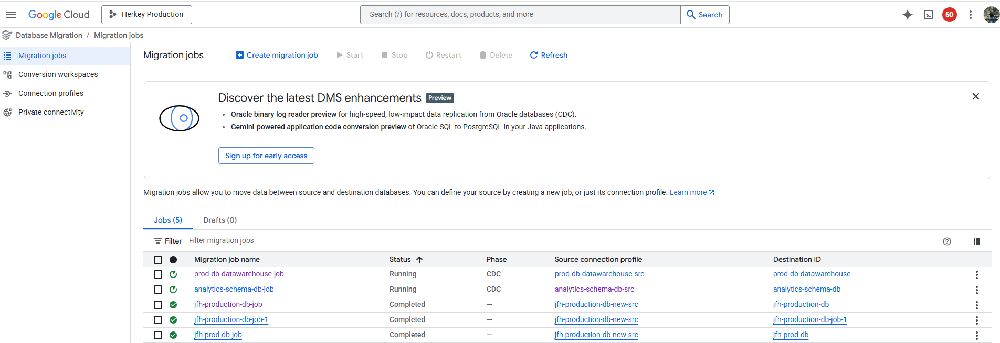 Google Cloud
Herkey Production
Search (/) for resources, docs, products, and more
Search
50
Database Migration / Migration jobs
Migration jobs
Conversion workspaces
Connection profiles
Private connectivity
Migration jobs
Create migration job
Start
Stop
Restart
Delete
Refresh
Discover the latest DMS enhancements Preview
• Oracle binary log reader preview for high-speed, low-impact data replication from Oracle databases (CDC).
• Gemini-powered application code conversion preview of Oracle SQL to PostgreSQL in your Java applications.
Sign up for early access
Migration jobs allow you to move data between source and destination databases. You can define your source by creating a new job, or just its connection profile. Learn more
Jobs (5) Drafts (0)
Filter Filter migration jobs
Migration job name Status Phase Source connection profile Destination ID
prod-db-datawarehouse-job Running CDC prod-db-datawarehouse-src prod-db-datawarehouse
analytics-schema-db-job Running CDC analytics-schema-db-src analytics-schema-db
jfh-production-db-job Completed — jfh-production-db-new-src jfh-production-db
jfh-production-db-job-1 Completed — jfh-production-db-new-src jfh-production-db-job-1
jfh-prod-db-job Completed — jfh-production-db-new-src jfh-prod-db